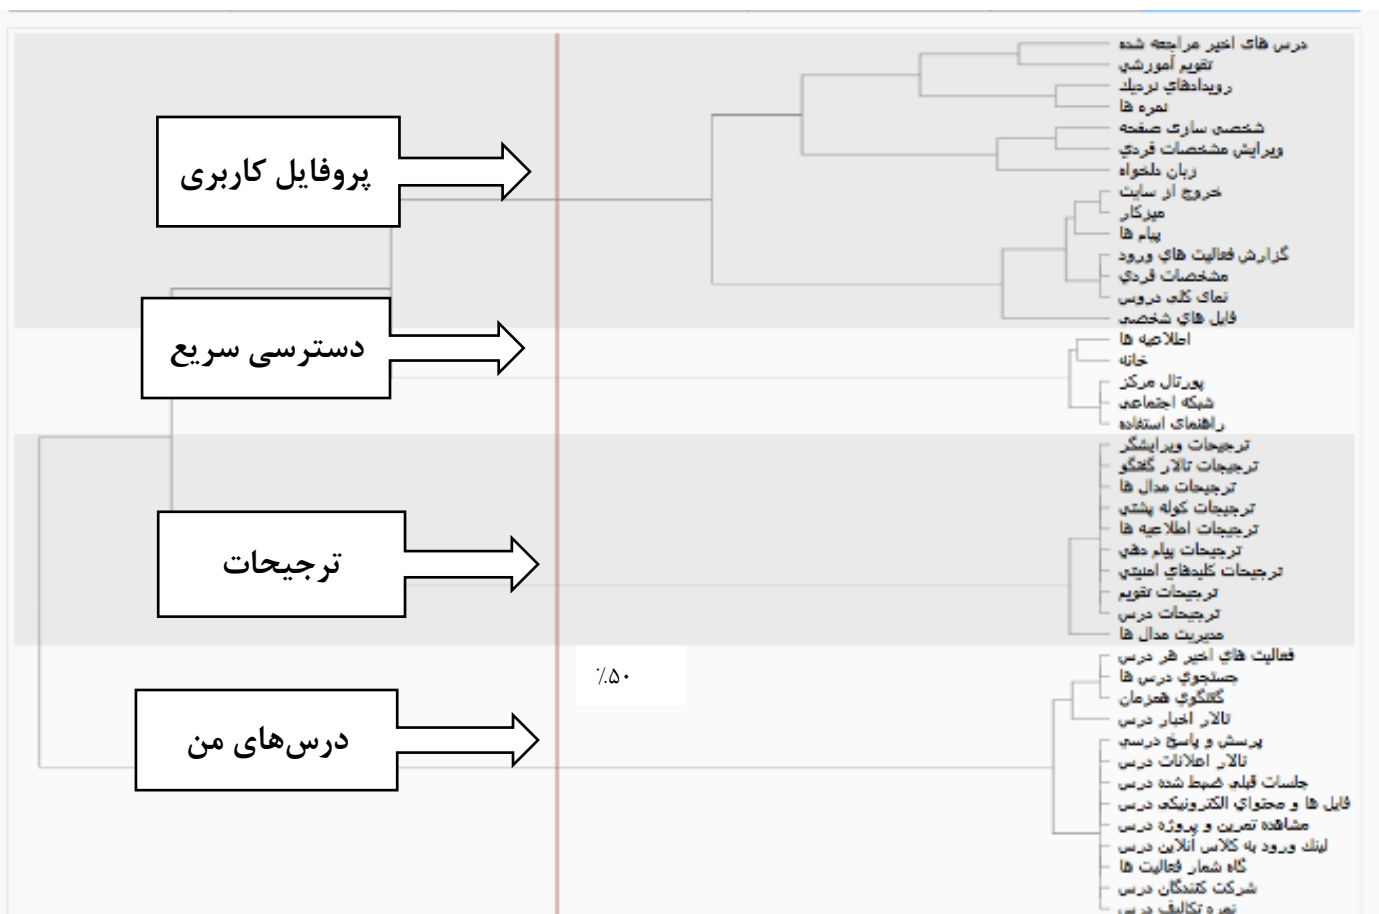 درس های اخیر مراجعه شده
تقویم آموزشي
رویدادهاي نزدیك
نمره ها
شخصی سازی صفحه
ویرایش مشخصات فردي
زبان دلخواه
خروج از سایت
میزکار
پیام ها
گزارش فعالیت هاي ورود
مشخصات فردي
نمای کلی دروس
فایل هاي شخصی
پروفایل کاربری
اطلاعیه ها
خانه
پورتال مرکز
شبکه اجتماعی
راهنمای استفاده
دسترسی سریع
ترجیحات ویرایشگر
ترجیحات تالار گفتگو
ترجیحات مدال ها
ترجیحات کوله پشتي
ترجیحات اطلاعیه ها
ترجیحات پیام دهي
ترجیحات کلیدهاي امنیتي
ترجیحات تقویم
ترجیحات درس
مدیریت مدال ها
ترجیحات
فعالیت هاي اخیر هر درس
جستجوي درس ها
گفتگوي همزمان
تالار اخبار درس
پرسش و پاسخ درسي
تالار اعلانات درس
جلسات قبلی ضبط شده درس
فایل ها و محتواي الکترونیکی درس
مشاهده تمرین و پروژه درس
لینك ورود به کلاس آنلاین درس
گاه شمار فعالیت ها
شرکت کنندگان درس
نمره تکالیف درس
درس‌های من
٪۵۰